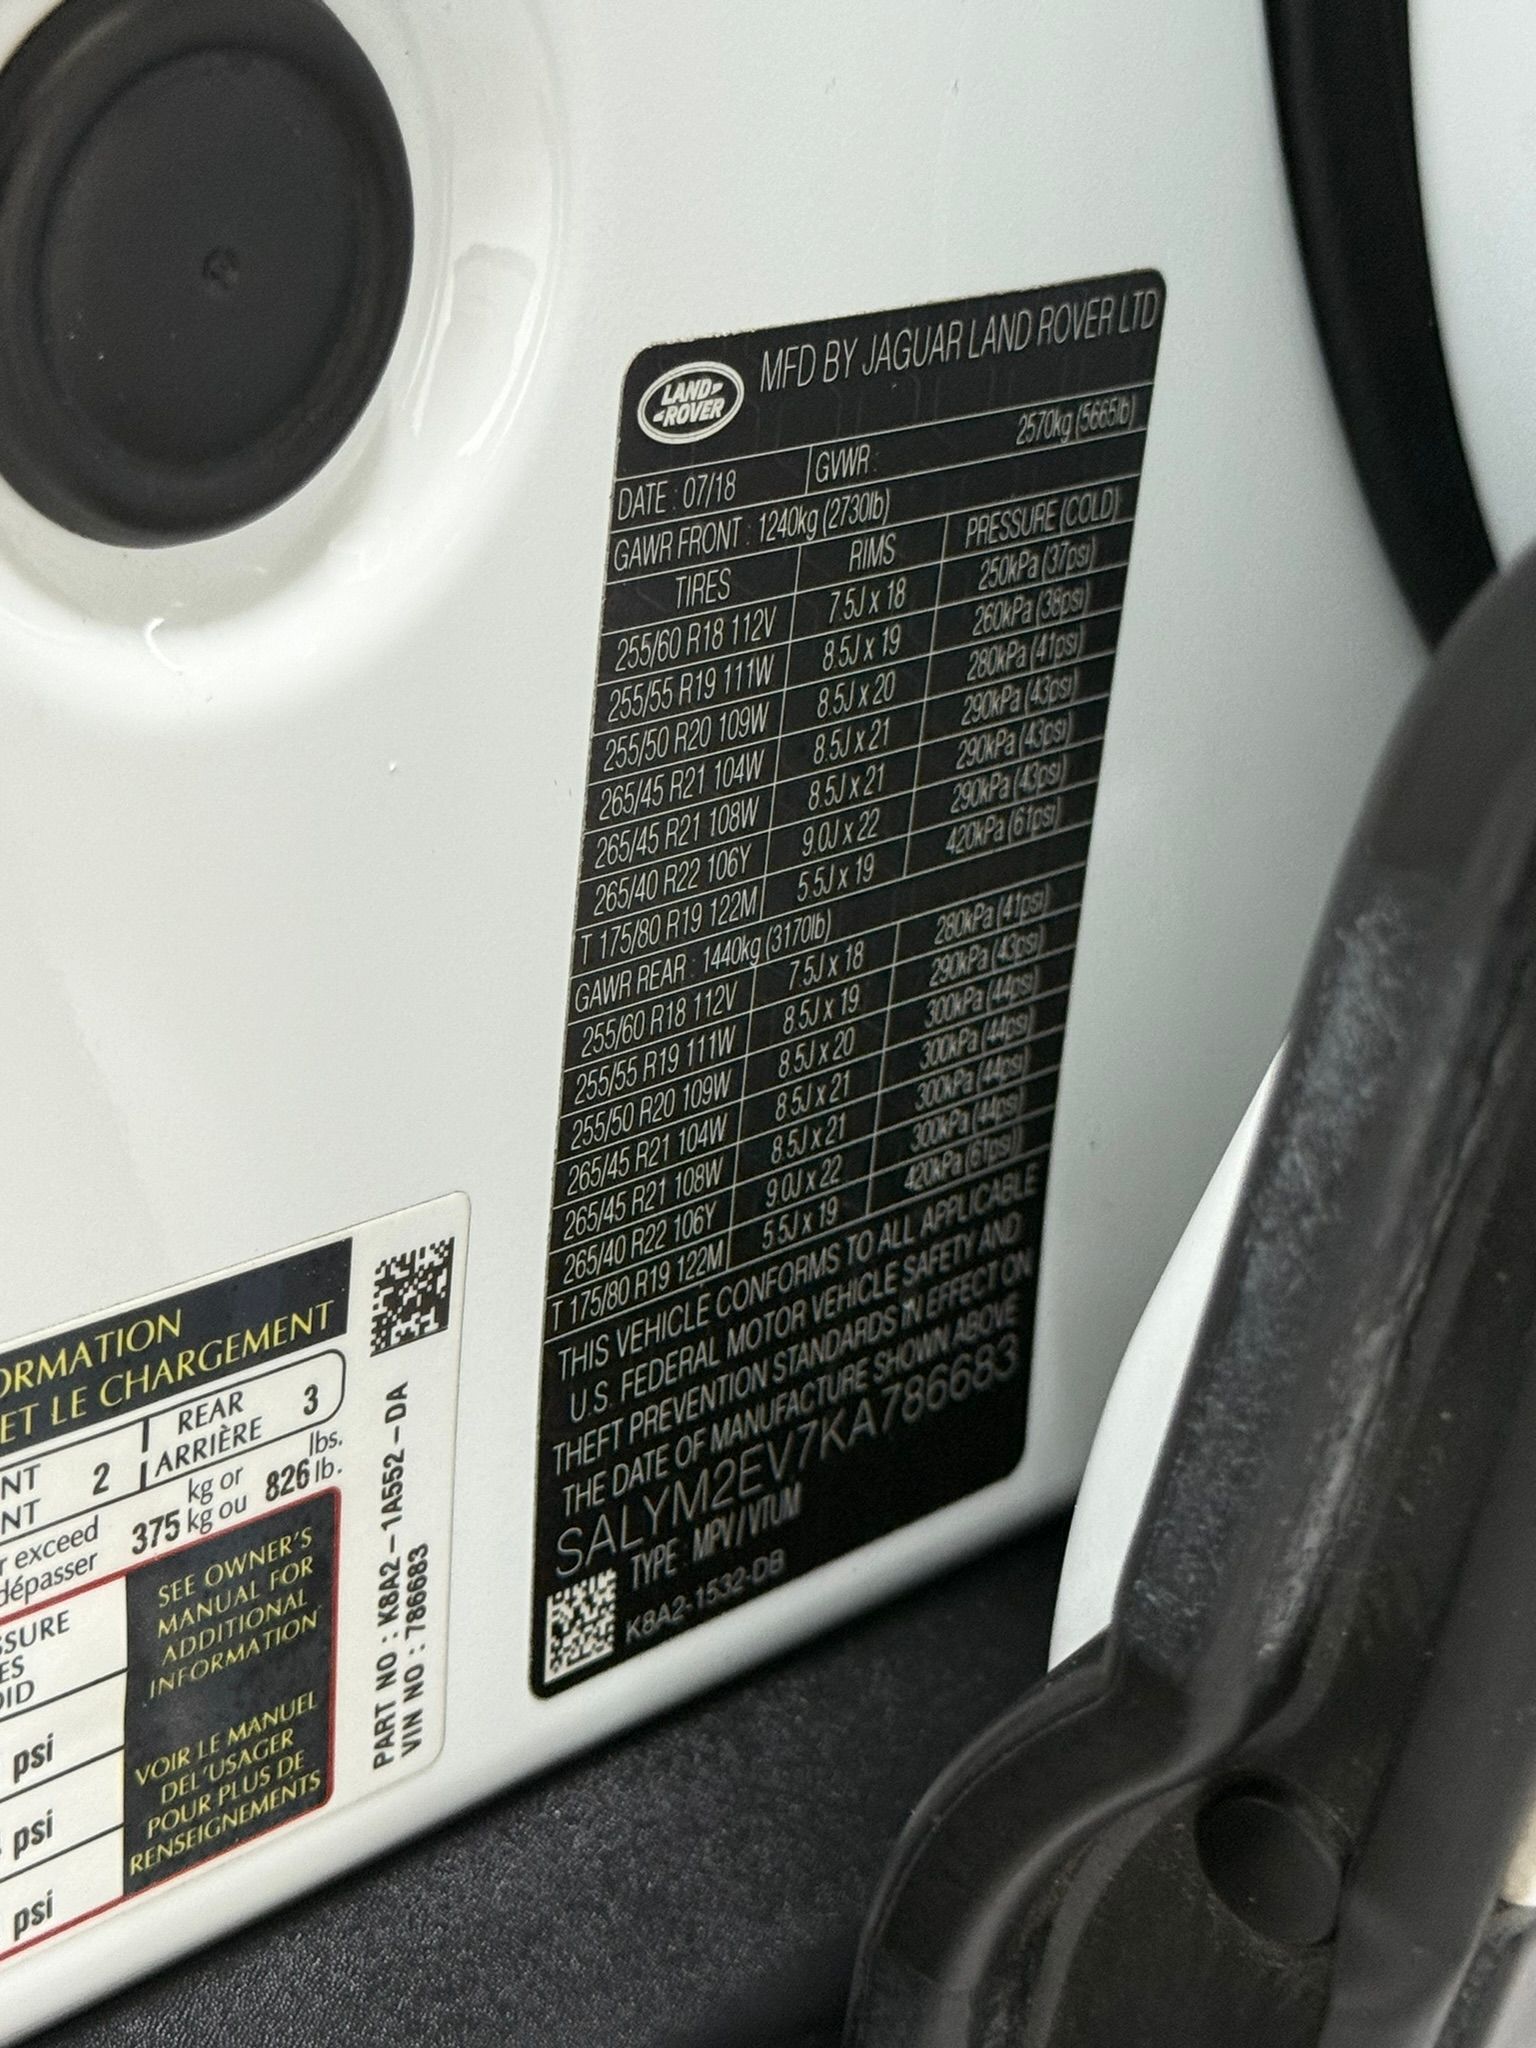 LAND ROVER
MFD BY JAGUAR LAND ROVER LTD
DATE : 07/18 GVWR : 2570kg (5665lb)
GAWR FRONT : 1240kg (2730lb)
TIRES RIMS PRESSURE (COLD)
255/60 R18 112V 7.5J x 18 250kPa (37psi)
255/55 R19 111W 8.5J x 19 260kPa (38psi)
255/50 R20 109W 8.5J x 20 280kPa (41psi)
265/45 R21 104W 8.5J x 21 290kPa (43psi)
265/45 R21 108W 8.5J x 21 290kPa (43psi)
265/40 R22 106Y 9.0J x 22 290kPa (43psi)
T 175/80 R19 122M 5.5J x 19 420kPa (61psi)
GAWR REAR : 1440kg (3170lb)
255/60 R18 112V 7.5J x 18 280kPa (41psi)
255/55 R19 111W 8.5J x 19 290kPa (43psi)
255/50 R20 109W 8.5J x 20 300kPa (44psi)
265/45 R21 104W 8.5J x 21 300kPa (44psi)
265/45 R21 108W 8.5J x 21 300kPa (44psi)
265/40 R22 106Y 9.0J x 22 300kPa (44psi)
T 175/80 R19 122M 5.5J x 19 420kPa (61psi)
THIS VEHICLE CONFORMS TO ALL APPLICABLE
U.S. FEDERAL MOTOR VEHICLE SAFETY AND
THEFT PREVENTION STANDARDS IN EFFECT ON
THE DATE OF MANUFACTURE SHOWN ABOVE
SALYM2EV7KA786683
TYPE : MPV / VTUM
K8A2-1532-DB
ORMATION
ET LE CHARGEMENT
NT 2 REAR 3
NT ARRIÈRE
r exceed 375 kg or 826 lbs.
dépasser kg ou lb.
SSURE
ES
OID
psi
psi
psi
SEE OWNER'S
MANUAL FOR
ADDITIONAL
INFORMATION
VOIR LE MANUEL
DEL'USAGER
POUR PLUS DE
RENSEIGNEMENTS
PART NO : K8A2-1A552-DA
VIN NO : 786683